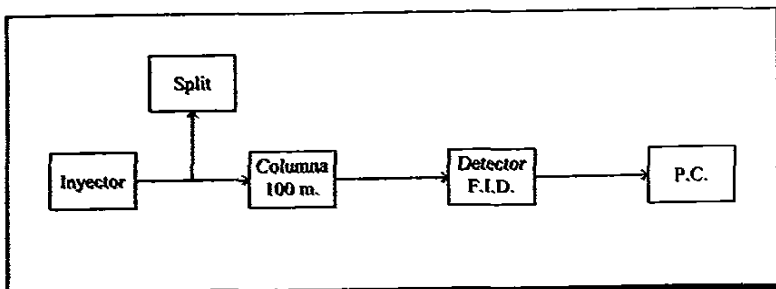 Split
Inyector
Columna
100 m.
Detector
F.I.D.
P.C.